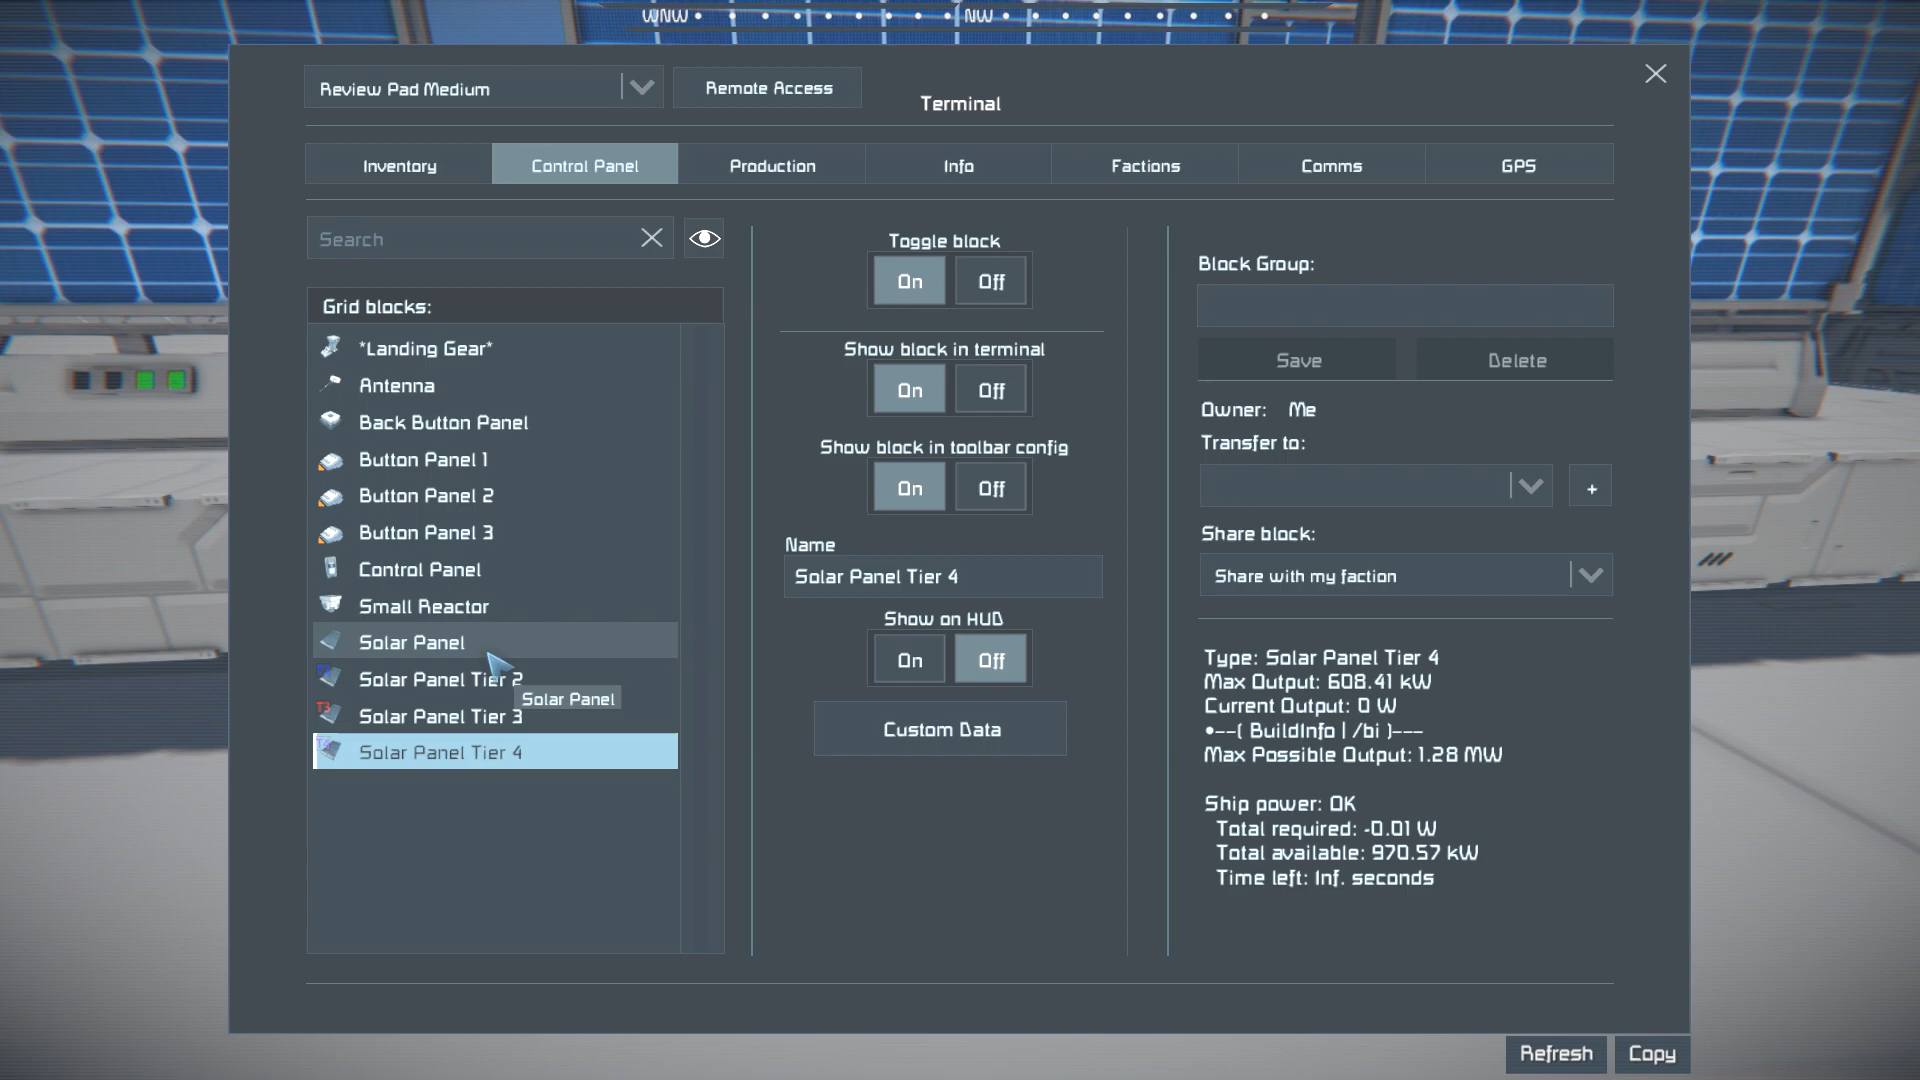 WNW NW
Review Pad Medium
Remote Access
Terminal
Inventory
Control Panel
Production
Info
Factions
Comms
GPS
Search
Grid blocks:
*Landing Gear*
Antenna
Back Button Panel
Button Panel 1
Button Panel 2
Button Panel 3
Control Panel
Small Reactor
Solar Panel
Solar Panel Tier 2
Solar Panel
T3 Solar Panel Tier 3
Solar Panel Tier 4
Toggle block
On Off
Show block in terminal
On Off
Show block in toolbar config
On Off
Name
Solar Panel Tier 4
Show on HUD
On Off
Custom Data
Block Group:
Save Delete
Owner: Me
Transfer to:
+
Share block:
Share with my faction
Type: Solar Panel Tier 4
Max Output: 608.41 kW
Current Output: 0 W
•--( BuildInfo | /bi )---
Max Possible Output: 1.28 MW
Ship power: OK
Total required: -0.01 W
Total available: 970.57 kW
Time left: Inf. seconds
Refresh
Copy